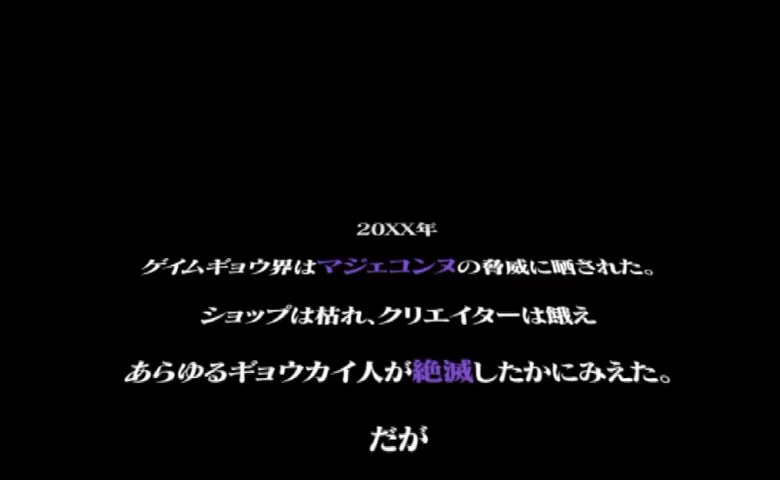 20XX年
ゲイムギョウ界はマジェコンヌの脅威に晒された。
ショップは枯れ、クリエイターは餓え
あらゆるギョウカイ人が絶滅したかにみえた。
だが